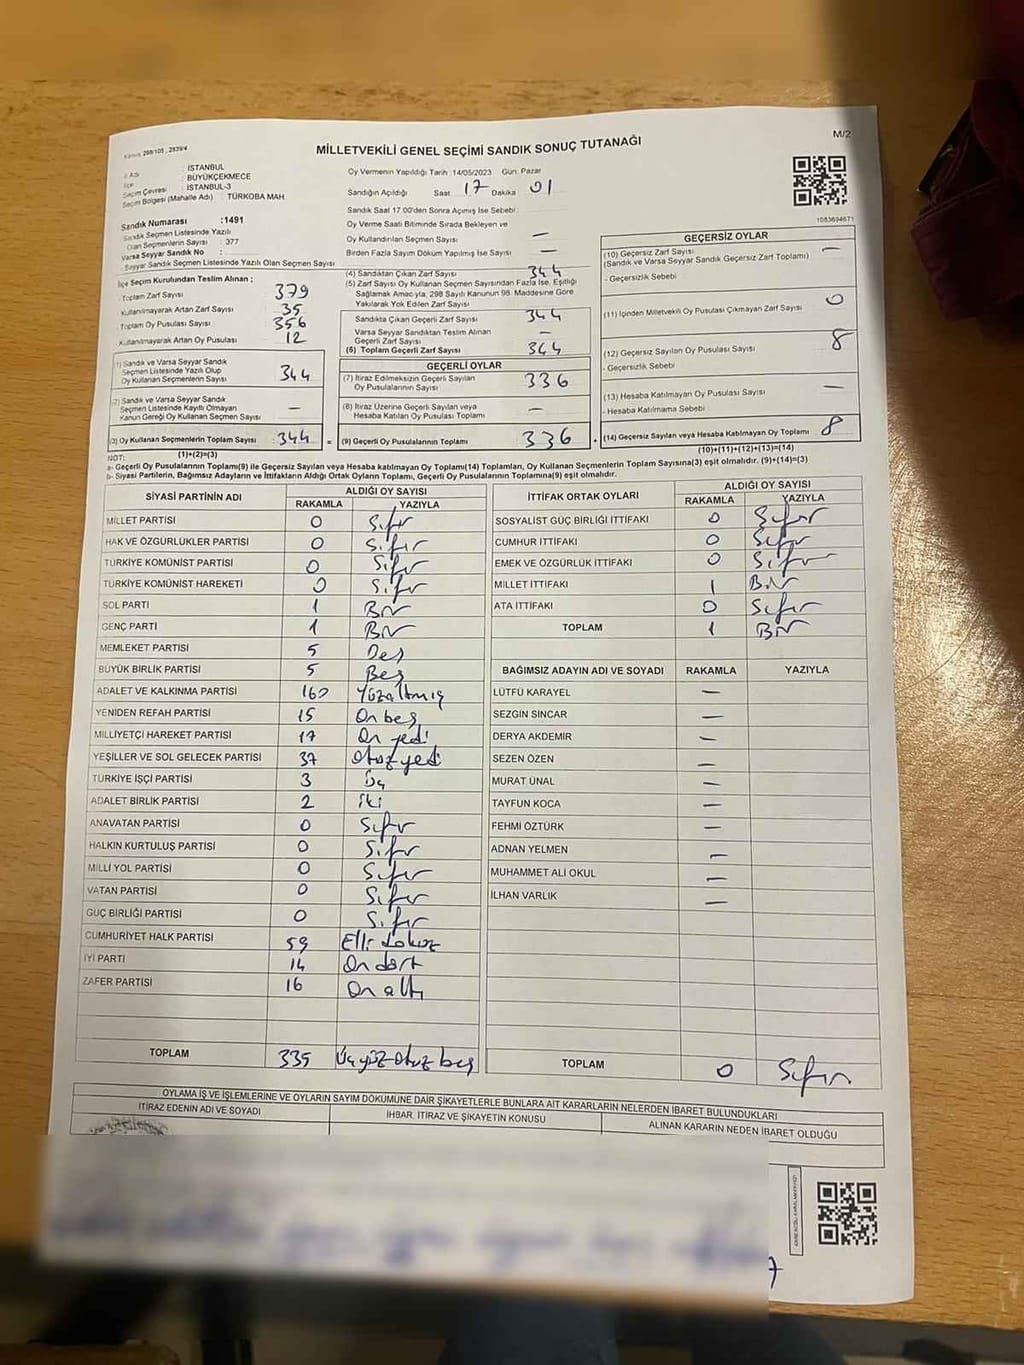 M/2
MİLLETVEKİLİ GENEL SEÇİMİ SANDIK SONUÇ TUTANAĞI
İl Adı : İSTANBUL
İlçe : BÜYÜKÇEKMECE
Seçim Çevresi : İSTANBUL-3
Seçim Bölgesi (Mahalle Adı) : TÜRKOBA MAH.
Sandık Numarası : 1491
Sandık Seçmen Listesinde Yazılı
Olan Seçmenlerin Sayısı : 377
Varsa Seyyar Sandık No :
Seyyar Sandık Seçmen Listesinde Yazılı Olan Seçmen Sayısı
Oy Vermenin Yapıldığı Tarih :14/05/2023 Gün: Pazar
Sandığın Açıldığı Saat 17 Dakika 01
Sandık Saat 17.00'den Sonra Açımış İse Sebebi
Oy Verme Saati Bitiminde Sırada Bekleyen ve
Oy Kullandırılan Seçmen Sayısı —
Birden Fazla Sayım Döküm Yapılmış İse Sayısı —
1083694671
İlçe Seçim Kurulundan Teslim Alınan ;
Toplam Zarf Sayısı 379
Kullanılmayarak Artan Zarf Sayısı 35
Toplam Oy Pusulası Sayısı 356
Kullanılmayarak Artan Oy Pusulası 12
(1) Sandık ve Varsa Seyyar Sandık
Seçmen Listesinde Yazılı Olup
Oy Kullanan Seçmenlerin Sayısı 344
(2) Sandık ve Varsa Seyyar Sandık
Seçmen Listesinde Kayıtlı Olmayan
Kanun Gereği Oy Kullanan Seçmen Sayısı —
(3) Oy Kullanan Seçmenlerin Toplam Sayısı 344
(1)+(2)=(3)
(4) Sandıktan Çıkan Zarf Sayısı 344
(5) Zarf Sayısı Oy Kullanan Seçmen Sayısından Fazla İse, Eşitliği
Sağlamak Amacıyla, 298 Sayılı Kanunun 98. Maddesine Göre
Yakılarak Yok Edilen Zarf Sayısı
Sandıkta Çıkan Geçerli Zarf Sayısı 344
Varsa Seyyar Sandıktan Teslim Alınan
Geçerli Zarf Sayısı —
(6) Toplam Geçerli Zarf Sayısı 344
GEÇERLİ OYLAR
(7) İtiraz Edilmeksizin Geçerli Sayılan
Oy Pusulalarının Sayısı 336
(8) İtiraz Üzerine Geçerli Sayılan veya
Hesaba Katılan Oy Pusulası Toplamı —
= (9) Geçerli Oy Pusulalarının Toplamı 336
GEÇERSİZ OYLAR
(10) Geçersiz Zarf Sayısı —
(Sandık ve Varsa Seyyar Sandık Geçersiz Zarf Toplamı)
- Geçersizlik Sebebi
(11) İçinden Milletvekili Oy Pusulası Çıkmayan Zarf Sayısı 0
(12) Geçersiz Sayılan Oy Pusulası Sayısı 8
- Geçersizlik Sebebi
(13) Hesaba Katılmayan Oy Pusulası Sayısı —
- Hesaba Katılmama Sebebi
(14) Geçersiz Sayılan veya Hesaba Katılmayan Oy Toplamı 8
(10)+(11)+(12)+(13)=(14)
NOT:
a- Geçerli Oy Pusulalarının Toplamı(9) ile Geçersiz Sayılan veya Hesaba katılmayan Oy Toplamı(14) Toplamları, Oy Kullanan Seçmenlerin Toplam Sayısına(3) eşit olmalıdır. (9)+(14)=(3)
b- Siyasi Partilerin, Bağımsız Adayların ve İttifakların Aldığı Ortak Oyların Toplamı, Geçerli Oy Pusulalarının Toplamına(9) eşit olmalıdır.
SİYASİ PARTİNİN ADI ALDIĞI OY SAYISI
RAKAMLA YAZIYLA
MİLLET PARTİSİ 0 Sıfır
HAK VE ÖZGÜRLÜKLER PARTİSİ 0 Sıfır
TÜRKİYE KOMÜNİST PARTİSİ 0 Sıfır
TÜRKİYE KOMÜNİST HAREKETİ 0 Sıfır
SOL PARTİ 1 Bir
GENÇ PARTİ 1 Bir
MEMLEKET PARTİSİ 5 Beş
BÜYÜK BİRLİK PARTİSİ 5 Beş
ADALET VE KALKINMA PARTİSİ 160 Yüzaltmış
YENİDEN REFAH PARTİSİ 15 On beş
MİLLİYETÇİ HAREKET PARTİSİ 17 On yedi
YEŞİLLER VE SOL GELECEK PARTİSİ 37 Otuz yedi
TÜRKİYE İŞÇİ PARTİSİ 3 Üç
ADALET BİRLİK PARTİSİ 2 İki
ANAVATAN PARTİSİ 0 Sıfır
HALKIN KURTULUŞ PARTİSİ 0 Sıfır
MİLLİ YOL PARTİSİ 0 Sıfır
VATAN PARTİSİ 0 Sıfır
GÜÇ BİRLİĞİ PARTİSİ 0 Sıfır
CUMHURİYET HALK PARTİSİ 59 Elli dokuz
İYİ PARTİ 14 On dört
ZAFER PARTİSİ 16 On altı
TOPLAM 335 Üç yüz otuz beş
İTTİFAK ORTAK OYLARI ALDIĞI OY SAYISI
RAKAMLA YAZIYLA
SOSYALİST GÜÇ BİRLİĞİ İTTİFAKI 0 Sıfır
CUMHUR İTTİFAKI 0 Sıfır
EMEK VE ÖZGÜRLÜK İTTİFAKI 0 Sıfır
MİLLET İTTİFAKI 1 Bir
ATA İTTİFAKI 0 Sıfır
TOPLAM 1 Bir
BAĞIMSIZ ADAYIN ADI VE SOYADI RAKAMLA YAZIYLA
LÜTFÜ KARAYEL —
SEZGİN SİNCAR —
DERYA AKDEMİR —
SEZEN ÖZEN —
MURAT ÜNAL —
TAYFUN KOCA —
FEHMİ ÖZTÜRK —
ADNAN YELMEN —
MUHAMMET ALİ OKUL —
İLHAN VARLIK —
TOPLAM 0 Sıfır
OYLAMA İŞ VE İŞLEMLERİNE VE OYLARIN SAYIM DÖKÜMÜNE DAİR ŞİKAYETLERLE BUNLARA AİT KARARLARIN NELERDEN İBARET BULUNDUKLARI
İTİRAZ EDENİN ADI VE SOYADI
İHBAR, İTİRAZ VE ŞİKAYETİN KONUSU
ALINAN KARARIN NEDEN İBARET OLDUĞU